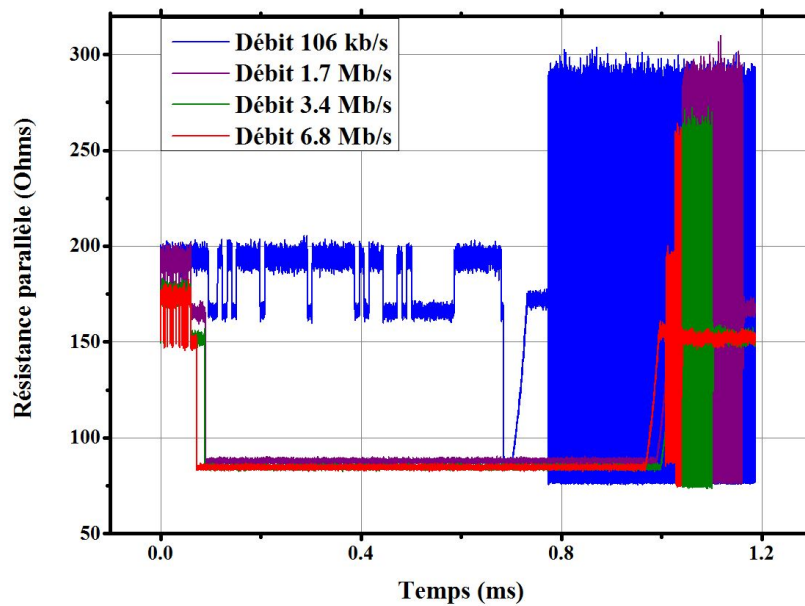 Débit 106 kb/s
Débit 1.7 Mb/s
Débit 3.4 Mb/s
Débit 6.8 Mb/s
Résistance parallèle (Ohms)
300
250
200
150
100
50
0.0 0.4 0.8 1.2
Temps (ms)